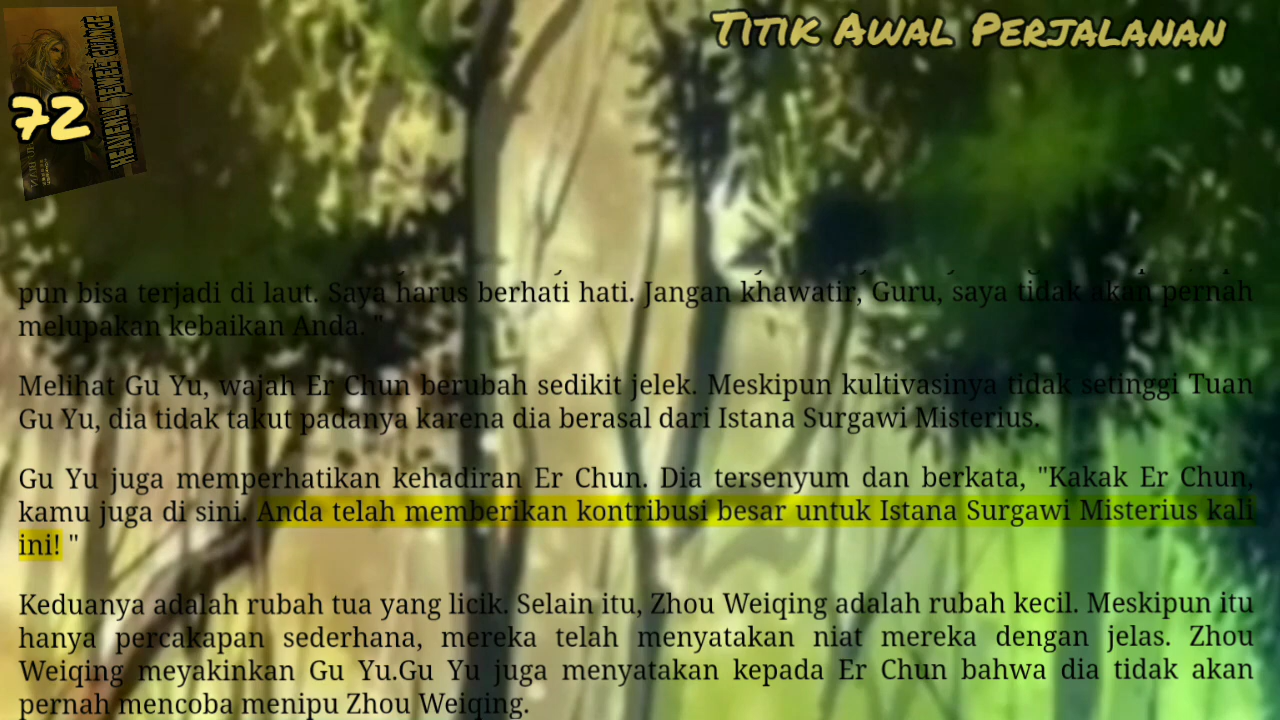 Titik Awal Perjalanan
72
HEAVENLY JEWEL CHANGE
pun bisa terjadi di laut. Saya harus berhati hati. Jangan khawatir, Guru, saya tidak akan pernah
melupakan kebaikan Anda. "
Melihat Gu Yu, wajah Er Chun berubah sedikit jelek. Meskipun kultivasinya tidak setinggi Tuan
Gu Yu, dia tidak takut padanya karena dia berasal dari Istana Surgawi Misterius.
Gu Yu juga memperhatikan kehadiran Er Chun. Dia tersenyum dan berkata, "Kakak Er Chun,
kamu juga di sini. Anda telah memberikan kontribusi besar untuk Istana Surgawi Misterius kali
ini! "
Keduanya adalah rubah tua yang licik. Selain itu, Zhou Weiqing adalah rubah kecil. Meskipun itu
hanya percakapan sederhana, mereka telah menyatakan niat mereka dengan jelas. Zhou
Weiqing meyakinkan Gu Yu.Gu Yu juga menyatakan kepada Er Chun bahwa dia tidak akan
pernah mencoba menipu Zhou Weiqing.